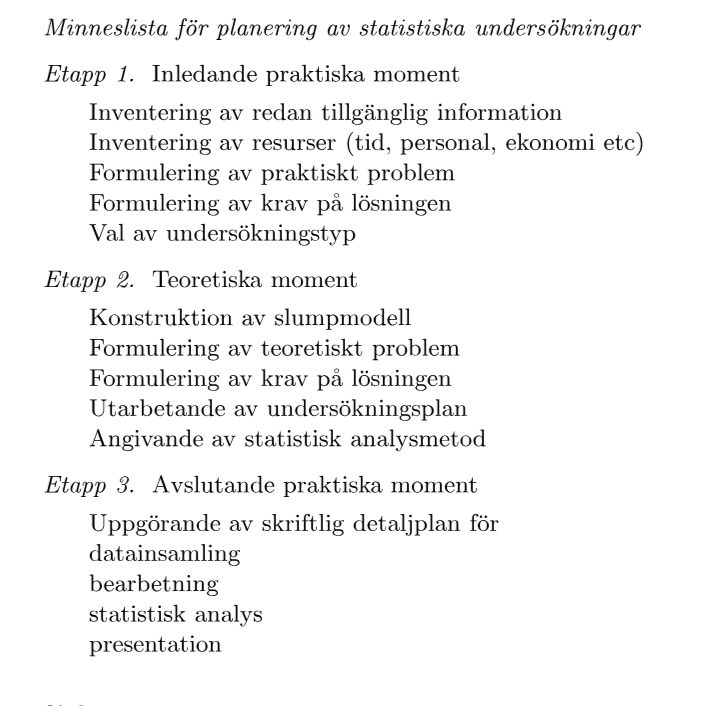 Minneslista för planering av statistiska undersökningar
Etapp 1. Inledande praktiska moment
Inventering av redan tillgänglig information
Inventering av resurser (tid, personal, ekonomi etc)
Formulering av praktiskt problem
Formulering av krav på lösningen
Val av undersökningstyp
Etapp 2. Teoretiska moment
Konstruktion av slumpmodell
Formulering av teoretiskt problem
Formulering av krav på lösningen
Utarbetande av undersökningsplan
Angivande av statistisk analysmetod
Etapp 3. Avslutande praktiska moment
Uppgörande av skriftlig detaljplan för
datainsamling
bearbetning
statistisk analys
presentation